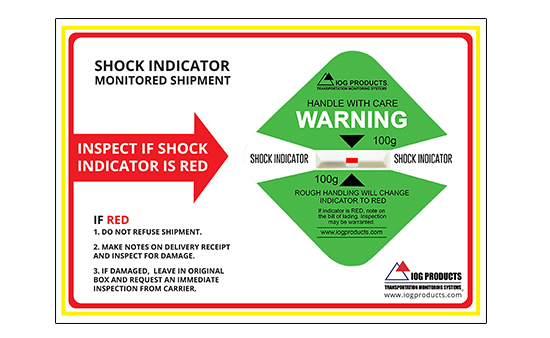 SHOCK INDICATOR
MONITORED SHIPMENT
INSPECT IF SHOCK
INDICATOR IS RED
IF RED
1. DO NOT REFUSE SHIPMENT.
2. MAKE NOTES ON DELIVERY RECEIPT
AND INSPECT FOR DAMAGE.
3. IF DAMAGED, LEAVE IN ORIGINAL
BOX AND REQUEST AN IMMEDIATE
INSPECTION FROM CARRIER.
IOG PRODUCTS
TRANSPORTATION MONITORING SYSTEMS
HANDLE WITH CARE
WARNING
100g
SHOCK INDICATOR
SHOCK INDICATOR
100g
ROUGH HANDLING WILL CHANGE
INDICATOR TO RED
If indicator is RED, note on
the bill of lading. Inspection
may be warranted.
www.iogproducts.com
IOG PRODUCTS
TRANSPORTATION MONITORING SYSTEMS
www.iogproducts.com